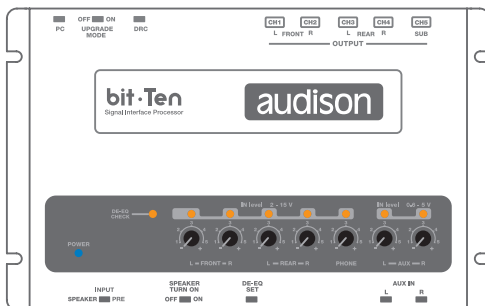 OFF ON
PC UPGRADE MODE DRC
CH1 CH2 CH3 CH4 CH5
L FRONT R L REAR R SUB
OUTPUT
bit·Ten
Signal Interface Processor
audison
DE-EQ CHECK
IN level 2 - 15 V
IN level
POWER
L FRONT R L REAR R PHONE L AUX R
INPUT
SPEAKER PRE
SPEAKER TURN ON
OFF ON
DE-EQ SET
AUX IN
L R